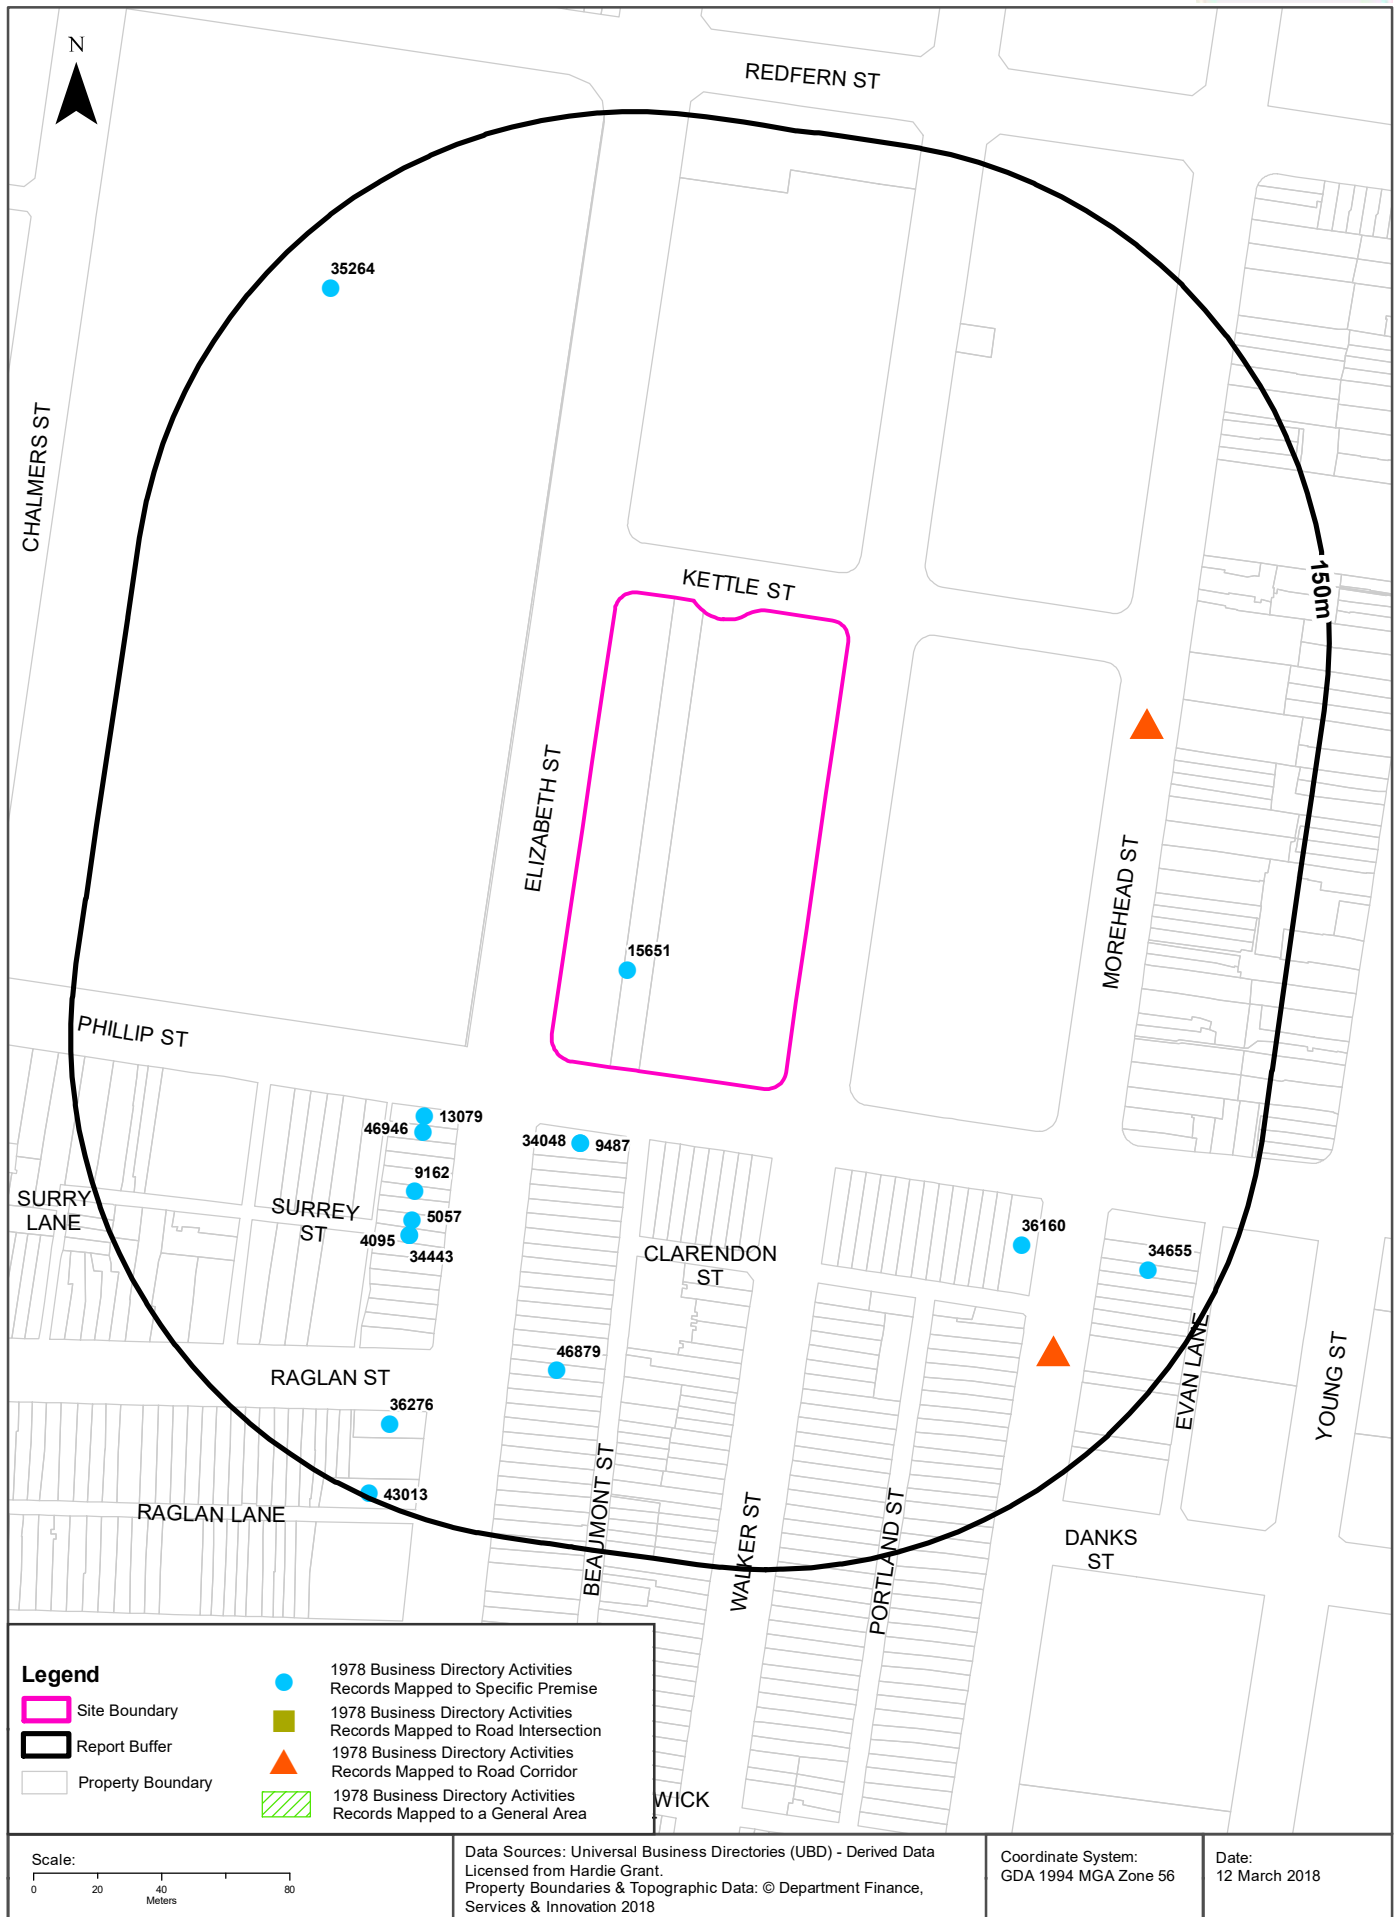 N
REDFERN ST
35264
CHALMERS ST
KETTLE ST
150m
ELIZABETH ST
MOREHEAD ST
15651
PHILLIP ST
13079
46946
34048
9487
9162
SURRY
LANE
SURREY
ST
5057
4095
34443
CLARENDON
ST
36160
34655
46879
RAGLAN ST
36276
EVAN LANE
YOUNG ST
43013
RAGLAN LANE
BEAUMONT ST
WALKER ST
PORTLAND ST
DANKS
ST
WICK
Legend
Site Boundary
Report Buffer
Property Boundary
1978 Business Directory Activities
Records Mapped to Specific Premise
1978 Business Directory Activities
Records Mapped to Road Intersection
1978 Business Directory Activities
Records Mapped to Road Corridor
1978 Business Directory Activities
Records Mapped to a General Area
Scale:
0 20 40 80
Meters
Data Sources: Universal Business Directories (UBD) - Derived Data
Licensed from Hardie Grant.
Property Boundaries & Topographic Data: © Department Finance,
Services & Innovation 2018
Coordinate System:
GDA 1994 MGA Zone 56
Date:
12 March 2018